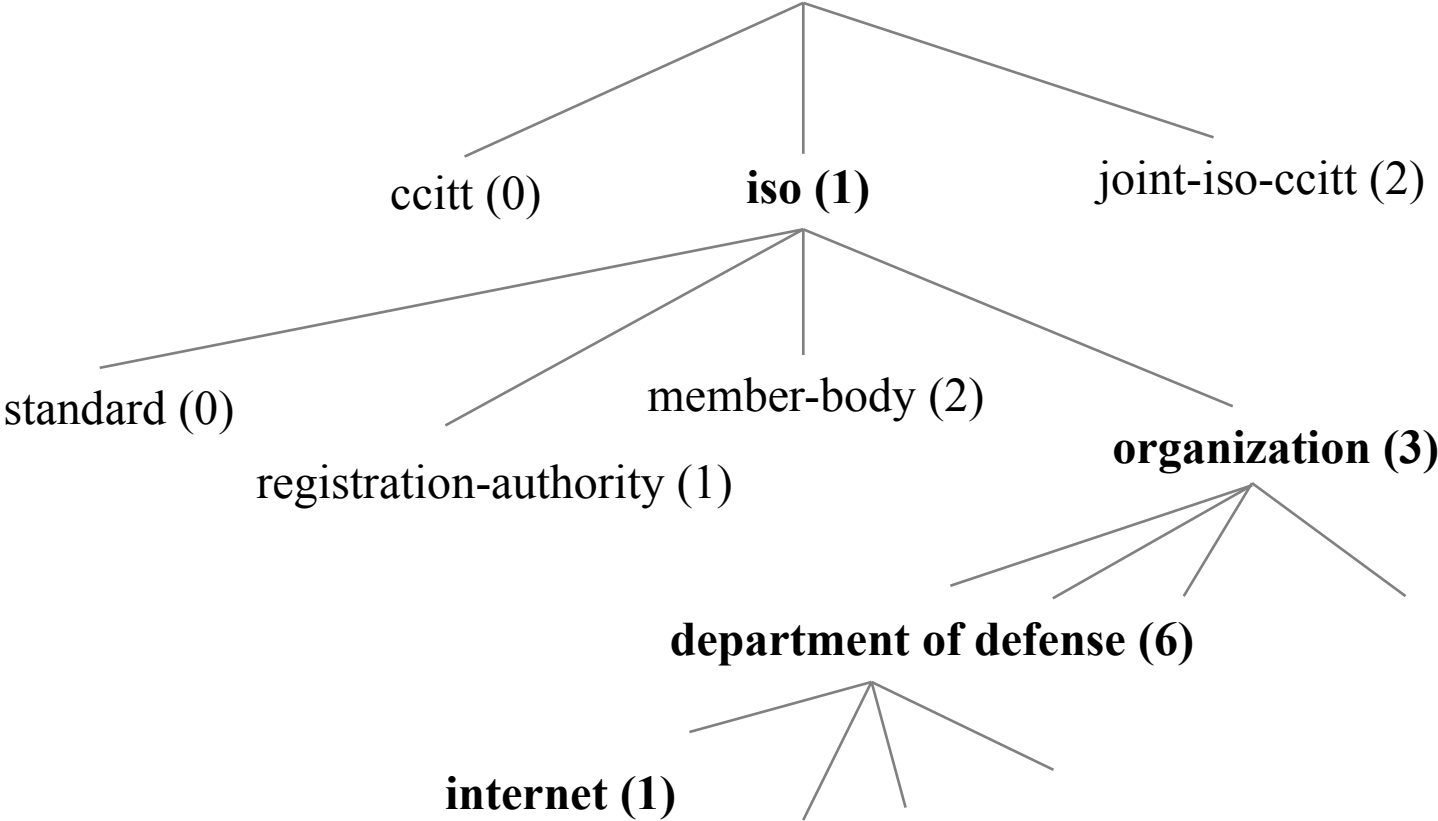 ccitt (0)
iso (1)
joint-iso-ccitt (2)
standard (0)
registration-authority (1)
member-body (2)
organization (3)
department of defense (6)
internet (1)